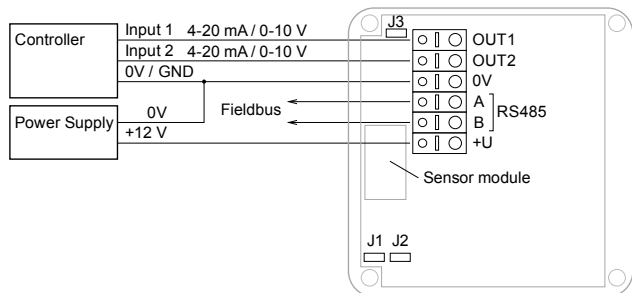 J3
Controller
Input 1 4-20 mA / 0-10 V
OUT1
Input 2 4-20 mA / 0-10 V
OUT2
0V / GND
0V
Fieldbus
A
RS485
B
Power Supply
0V
+12 V
+U
Sensor module
J1 J2